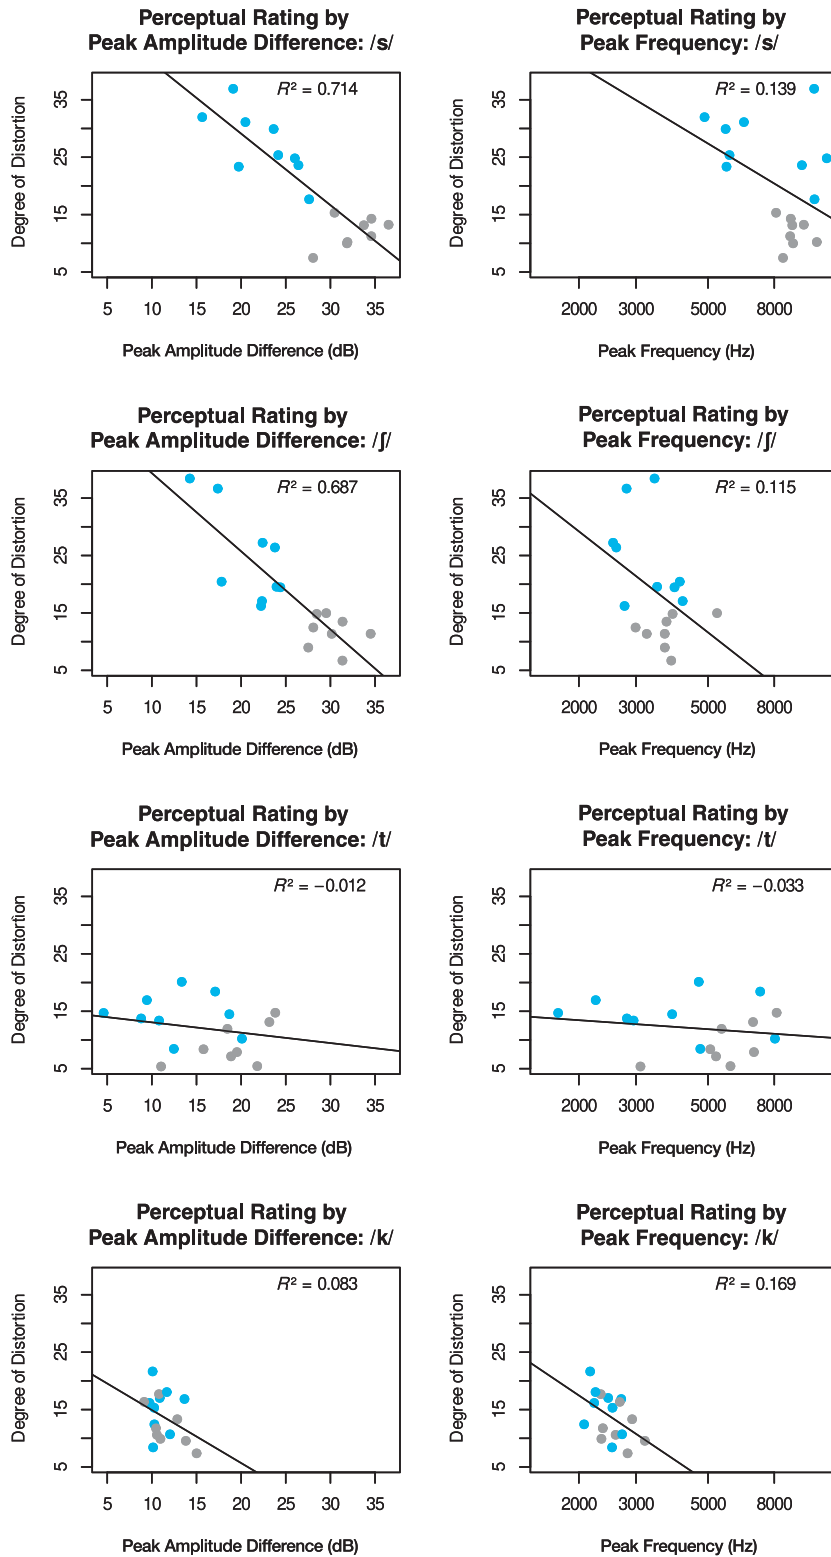 Perceptual Rating by
Peak Amplitude Difference: /s/
R² = 0.714
Degree of Distortion
35
25
15
5
5 10 15 20 25 30 35
Peak Amplitude Difference (dB)
Perceptual Rating by
Peak Frequency: /s/
R² = 0.139
Degree of Distortion
35
25
15
5
2000 3000 5000 8000
Peak Frequency (Hz)
Perceptual Rating by
Peak Amplitude Difference: /ʃ/
R² = 0.687
Degree of Distortion
35
25
15
5
5 10 15 20 25 30 35
Peak Amplitude Difference (dB)
Perceptual Rating by
Peak Frequency: /ʃ/
R² = 0.115
Degree of Distortion
35
25
15
5
2000 3000 5000 8000
Peak Frequency (Hz)
Perceptual Rating by
Peak Amplitude Difference: /t/
R² = −0.012
Degree of Distortion
35
25
15
5
5 10 15 20 25 30 35
Peak Amplitude Difference (dB)
Perceptual Rating by
Peak Frequency: /t/
R² = −0.033
Degree of Distortion
35
25
15
5
2000 3000 5000 8000
Peak Frequency (Hz)
Perceptual Rating by
Peak Amplitude Difference: /k/
R² = 0.083
Degree of Distortion
35
25
15
5
5 10 15 20 25 30 35
Peak Amplitude Difference (dB)
Perceptual Rating by
Peak Frequency: /k/
R² = 0.169
Degree of Distortion
35
25
15
5
2000 3000 5000 8000
Peak Frequency (Hz)